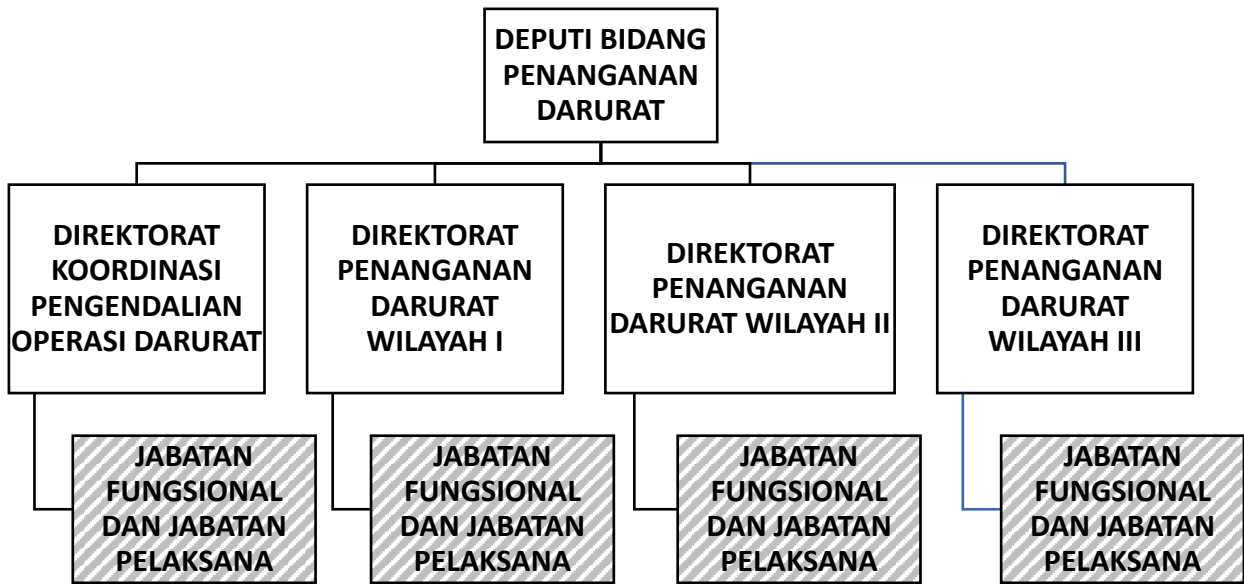 DEPUTI BIDANG
PENANGANAN
DARURAT
DIREKTORAT
KOORDINASI
PENGENDALIAN
OPERASI DARURAT
DIREKTORAT
PENANGANAN
DARURAT
WILAYAH I
DIREKTORAT
PENANGANAN
DARURAT WILAYAH II
DIREKTORAT
PENANGANAN
DARURAT
WILAYAH III
JABATAN
FUNGSIONAL
DAN JABATAN
PELAKSANA
JABATAN
FUNGSIONAL
DAN JABATAN
PELAKSANA
JABATAN
FUNGSIONAL
DAN JABATAN
PELAKSANA
JABATAN
FUNGSIONAL
DAN JABATAN
PELAKSANA